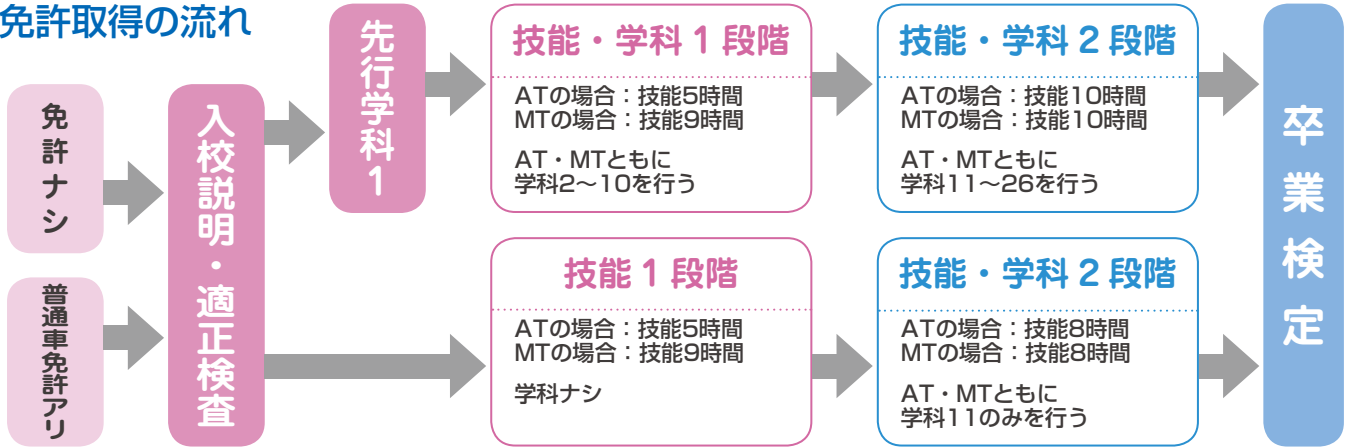 免許取得の流れ
免許ナシ
普通車免許アリ
入校説明・適正検査
先行学科1
技能・学科1段階
ATの場合：技能5時間
MTの場合：技能9時間
AT・MTともに
学科2〜10を行う
技能・学科2段階
ATの場合：技能10時間
MTの場合：技能10時間
AT・MTともに
学科11〜26を行う
技能1段階
ATの場合：技能5時間
MTの場合：技能9時間
学科ナシ
技能・学科2段階
ATの場合：技能8時間
MTの場合：技能8時間
AT・MTともに
学科11のみを行う
卒業検定